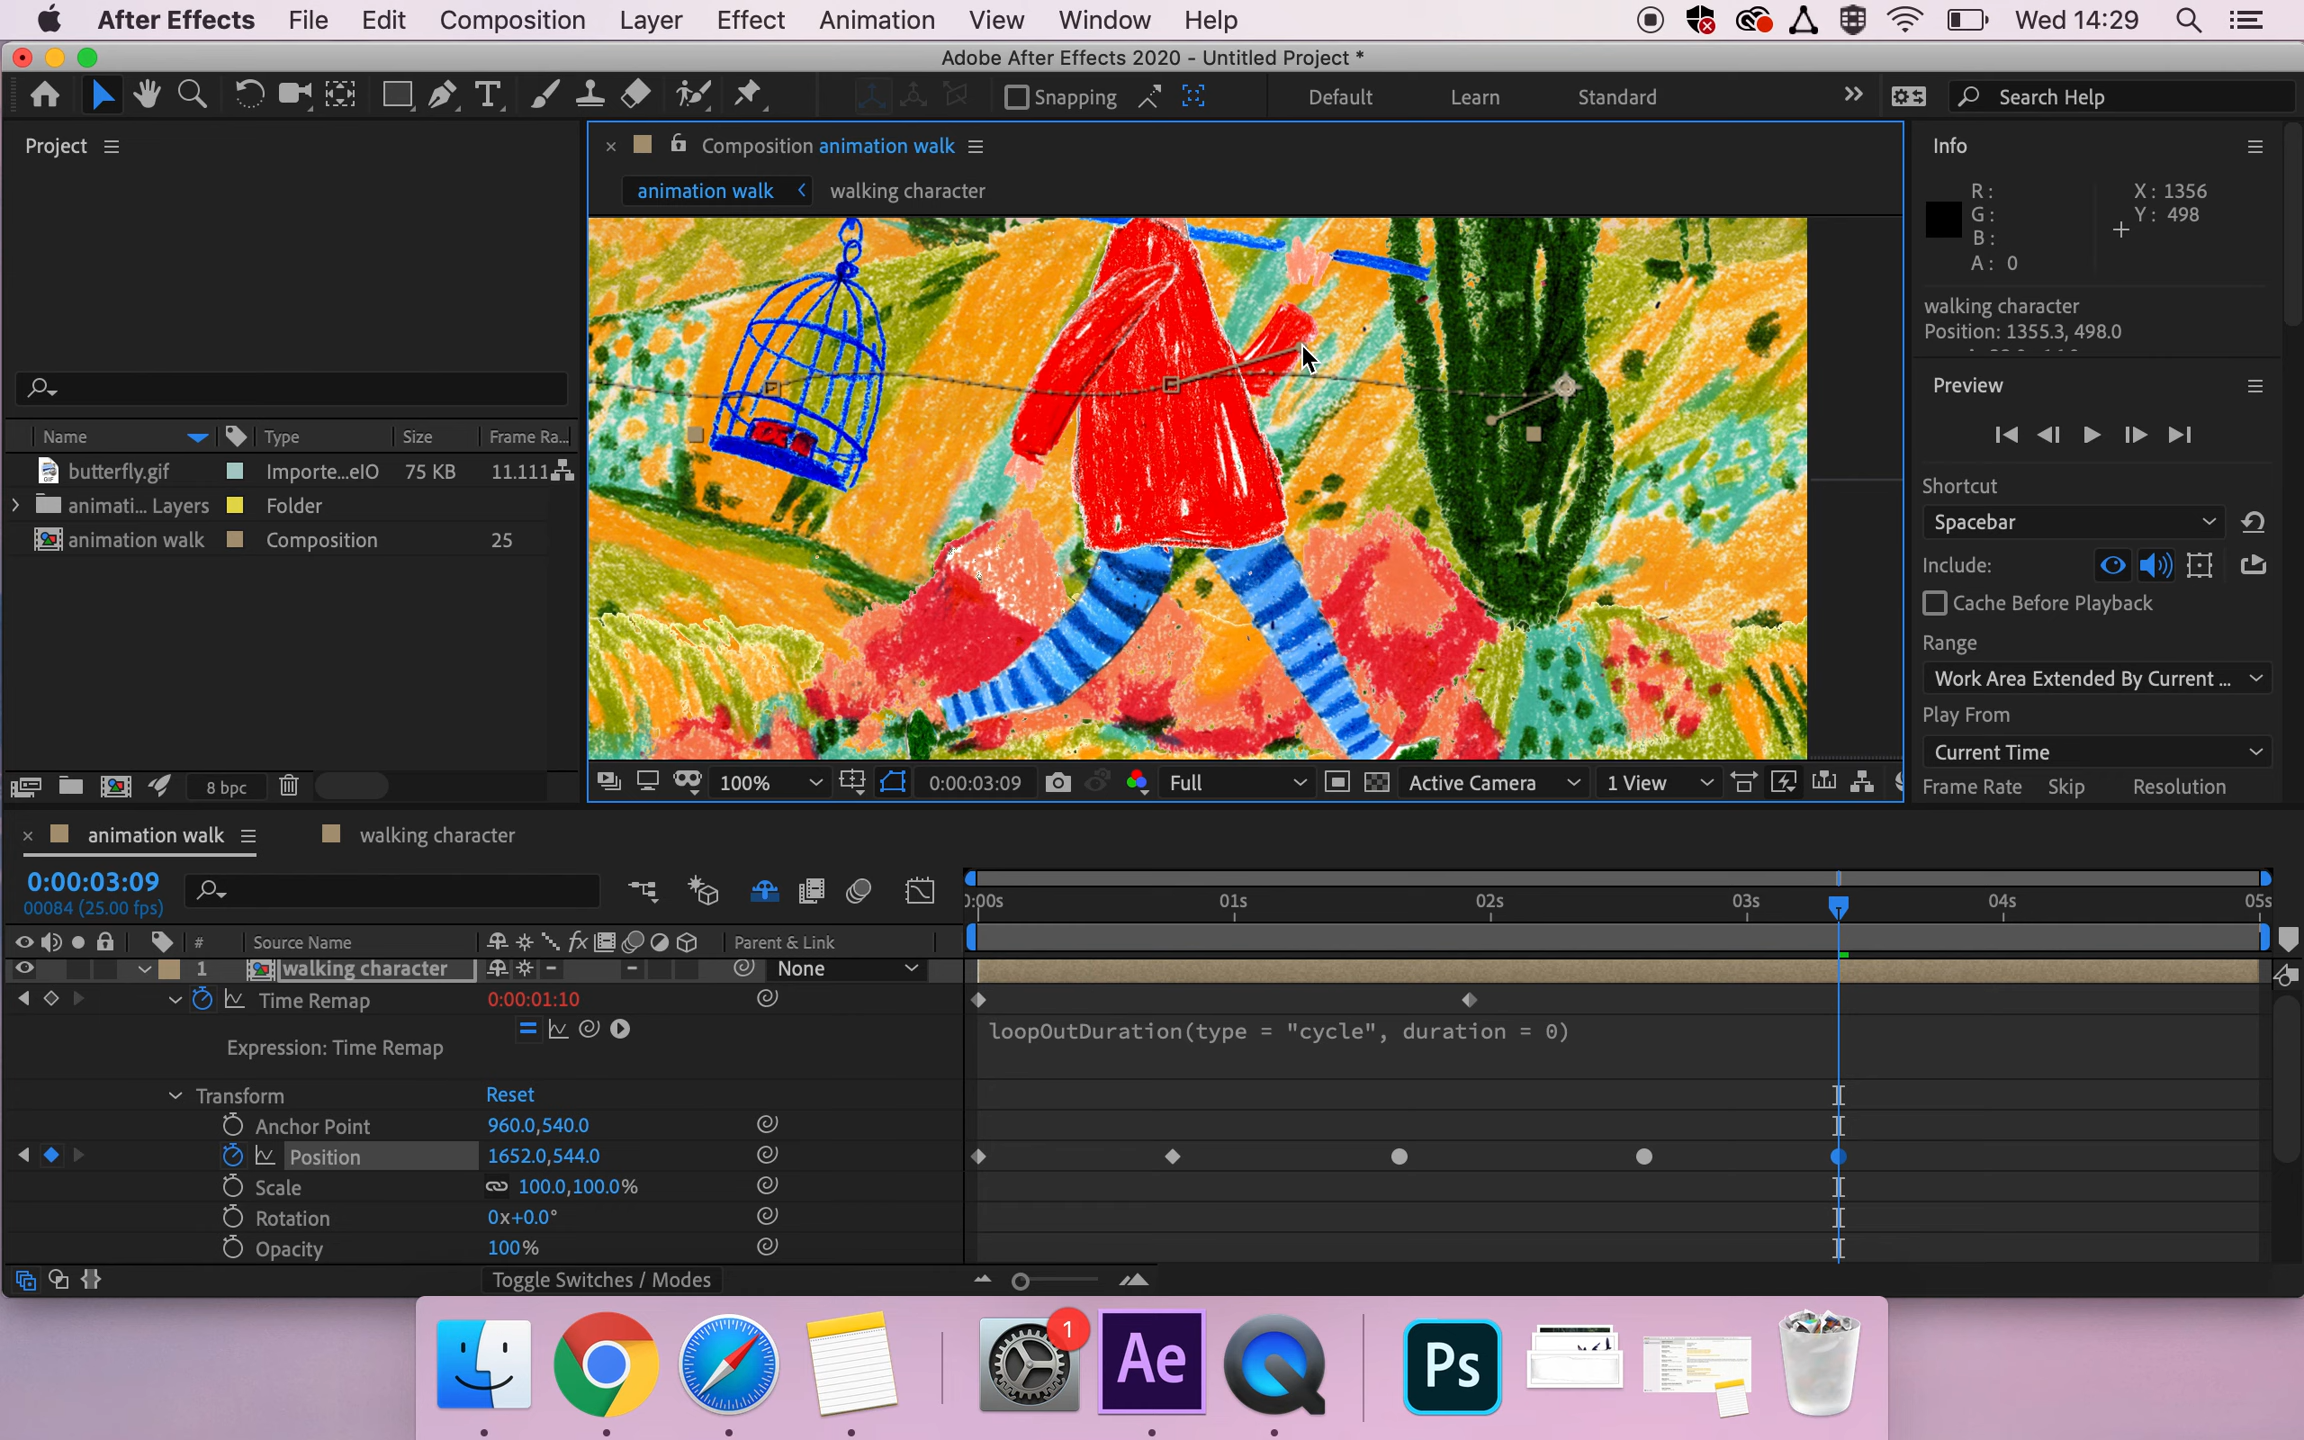 After Effects File Edit Composition Layer Effect Animation View Window Help Wed 14:29
Adobe After Effects 2020 - Untitled Project *
Snapping Default Learn Standard Search Help
Project
Composition animation walk
animation walk walking character
Name Type Size Frame Ra...
butterfly.gif Importe...eIO 75 KB 11.111
animati... Layers Folder
animation walk Composition 25
8 bpc
100% 0:00:03:09 Full Active Camera 1 View
Info
R:
G:
B:
A: 0
X: 1356
Y: 498
walking character
Position: 1355.3, 498.0
Preview
Shortcut
Spacebar
Include:
Cache Before Playback
Range
Work Area Extended By Current ...
Play From
Current Time
Frame Rate Skip Resolution
animation walk walking character
0:00:03:09
00084 (25.00 fps)
):00s 01s 02s 03s 04s 05s
# Source Name fx Parent & Link
1 walking character None
Time Remap 0:00:01:10
Expression: Time Remap
loopOutDuration(type = "cycle", duration = 0)
Transform Reset
Anchor Point 960.0,540.0
Position 1652.0,544.0
Scale 100.0,100.0%
Rotation 0x+0.0°
Opacity 100%
Toggle Switches / Modes
1
Ae
Ps